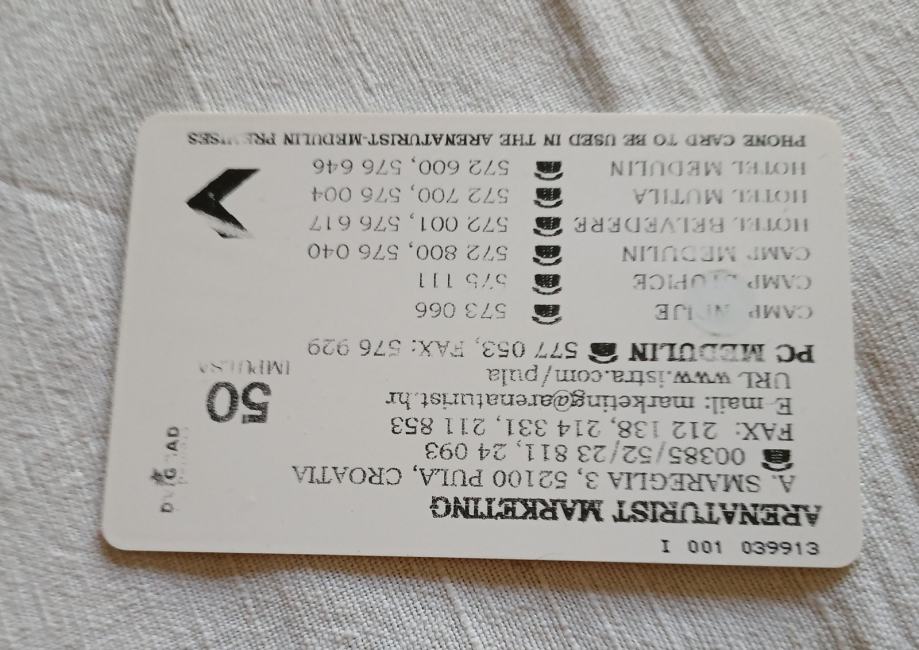 I 001 039913
ARENATURIST MARKETING
A. SMAREGLIA 3, 52100 PULA, CROATIA
00385/52/23 811, 24 093
FAX: 212 138, 214 331, 211 853
E-mail: marketing@arenaturist.hr
URL www.istra.com/pula
PC MEDULIN 577 053, FAX: 576 929
CAMP 573 066
CAMP STUPICE 575 111
CAMP MEDULIN 572 800, 576 040
HOTEL BELVEDERE 572 001, 576 617
HOTEL MUTILA 572 700, 576 004
HOTEL MEDULIN 572 600, 576 646
PHONE CARD TO BE USED IN THE ARENATURIST-MEDULIN PREMISES
50
IMPULSA